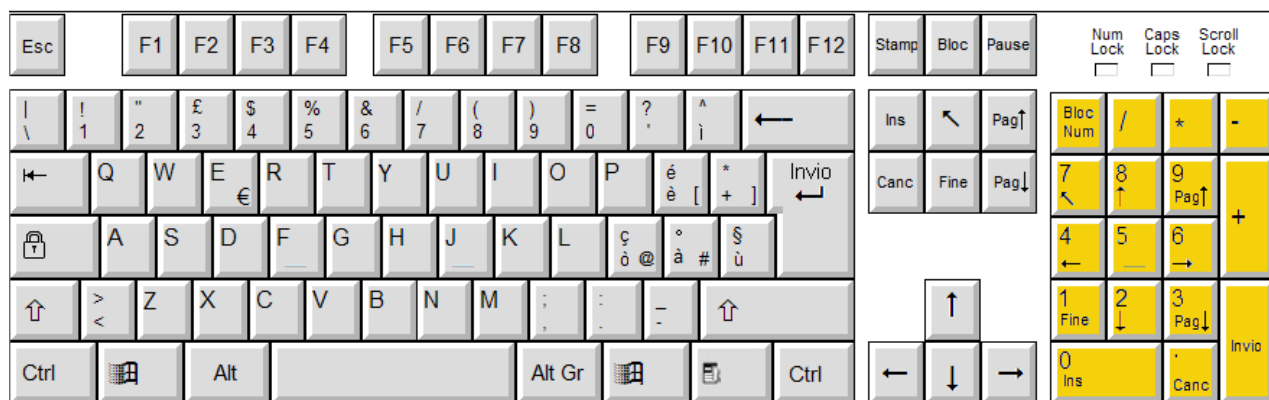 Esc F1 F2 F3 F4 F5 F6 F7 F8 F9 F10 F11 F12 Stamp Bloc Pause Num Lock Caps Lock Scroll Lock
| \ ! 1 " 2 £ 3 $ 4 % 5 & 6 / 7 ( 8 ) 9 = 0 ? ' ^ ì ← Ins ↖ Pag↑ Bloc Num / * -
⇤ Q W E € R T Y U I O P é è [ * + ] Invio ↵ Canc Fine Pag↓ 7 ↖ 8 ↑ 9 Pag↑ +
A S D F G H J K L ç ò @ ° à # § ù 4 ← 5 6 →
⇧ > < Z X C V B N M ; , : . _ - ⇧ ↑ 1 Fine 2 ↓ 3 Pag↓ Invio
Ctrl Alt Alt Gr Ctrl ← ↓ → 0 Ins . Canc